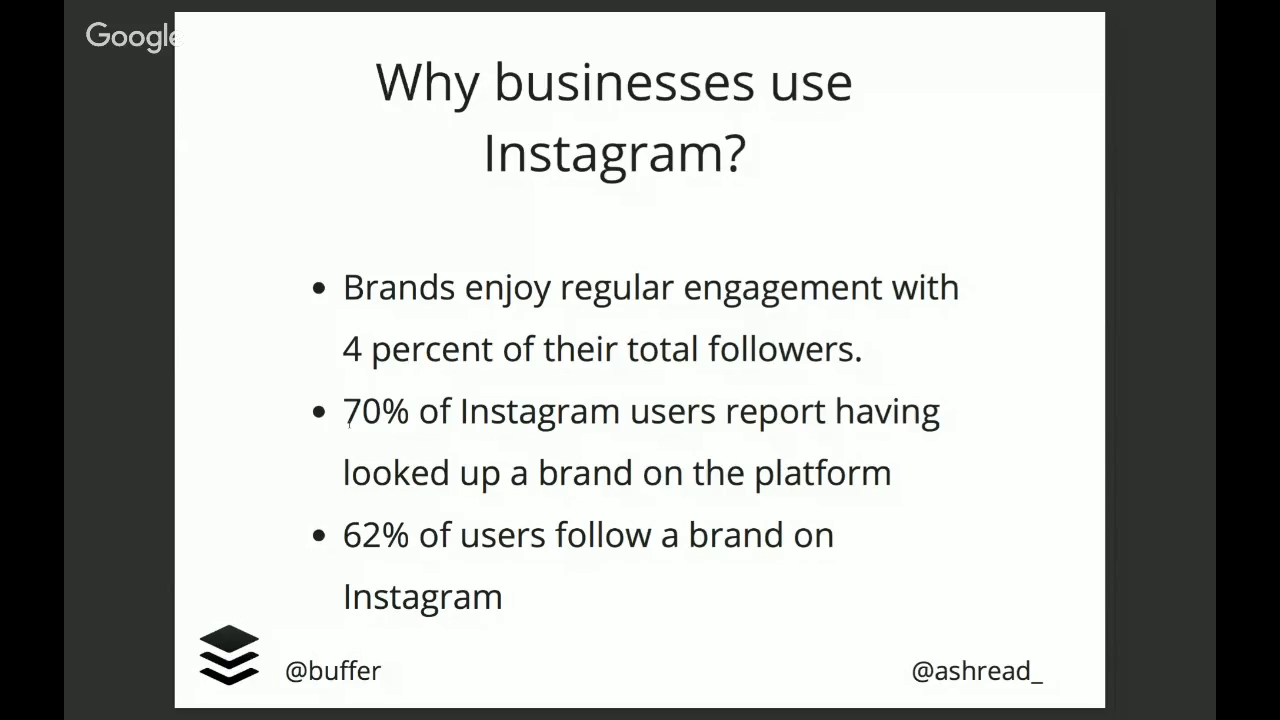 Google
Why businesses use
Instagram?
• Brands enjoy regular engagement with
4 percent of their total followers.
• 70% of Instagram users report having
looked up a brand on the platform
• 62% of users follow a brand on
Instagram
@buffer
@ashread_